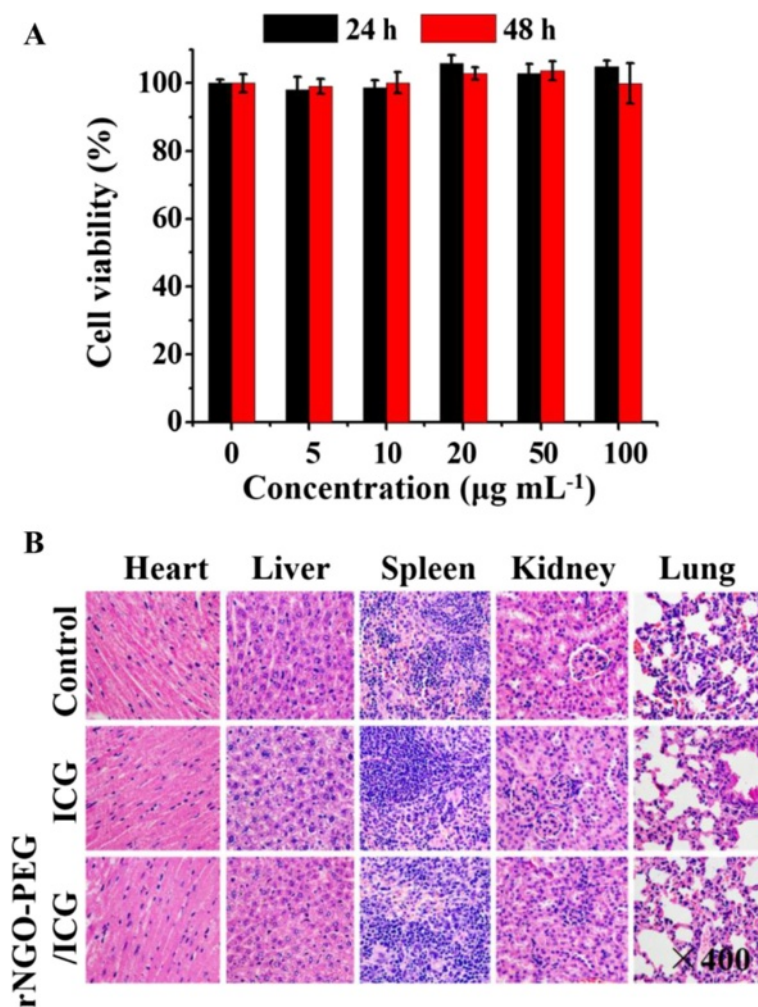 A
24 h
48 h
Cell viability (%)
100
80
60
40
20
0
0 5 10 20 50 100
Concentration (µg mL⁻¹)
B
Heart Liver Spleen Kidney Lung
Control
ICG
rNGO-PEG
/ICG
×400